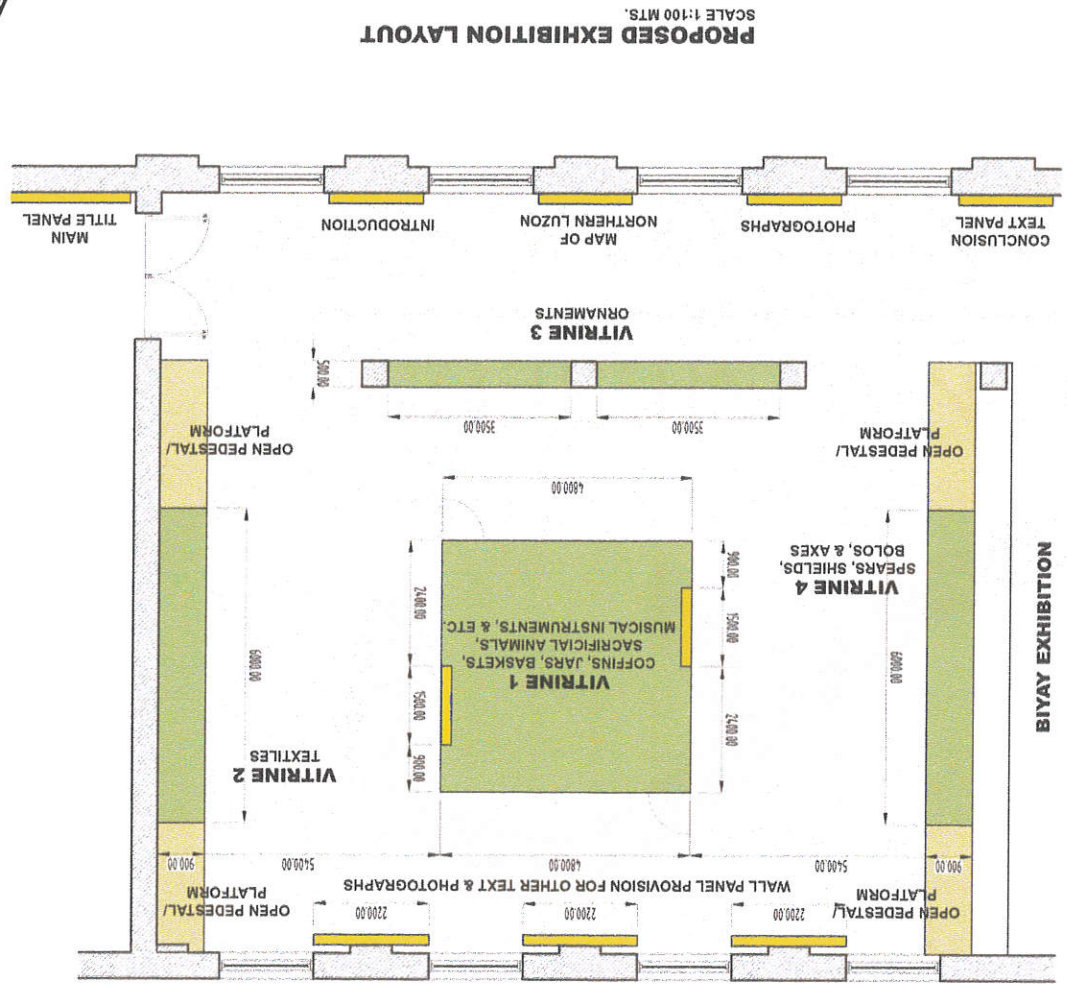 PROPOSED EXHIBITION LAYOUT
SCALE 1:100 MTS.
CONCLUSION
TEXT PANEL
PHOTOGRAPHS
MAP OF
NORTHERN LUZON
INTRODUCTION
MAIN
TITLE PANEL
VITRINE 3
ORNAMENTS
500.00
3500.00
3500.00
OPEN PEDESTAL/
PLATFORM
OPEN PEDESTAL/
PLATFORM
4800.00
BIYAY EXHIBITION
VITRINE 4
SPEARS, SHIELDS,
BOLOS, & AXES
6000.00
900.00
1500.00
2400.00
VITRINE 1
COFFINS, JARS, BASKETS,
SACRIFICIAL ANIMALS,
MUSICAL INSTRUMENTS, & ETC.
2400.00
1500.00
900.00
6000.00
VITRINE 2
TEXTILES
900.00
5400.00
4800.00
5400.00
900.00
OPEN PEDESTAL/
PLATFORM
WALL PANEL PROVISION FOR OTHER TEXT & PHOTOGRAPHS
OPEN PEDESTAL/
PLATFORM
2200.00
2200.00
2200.00